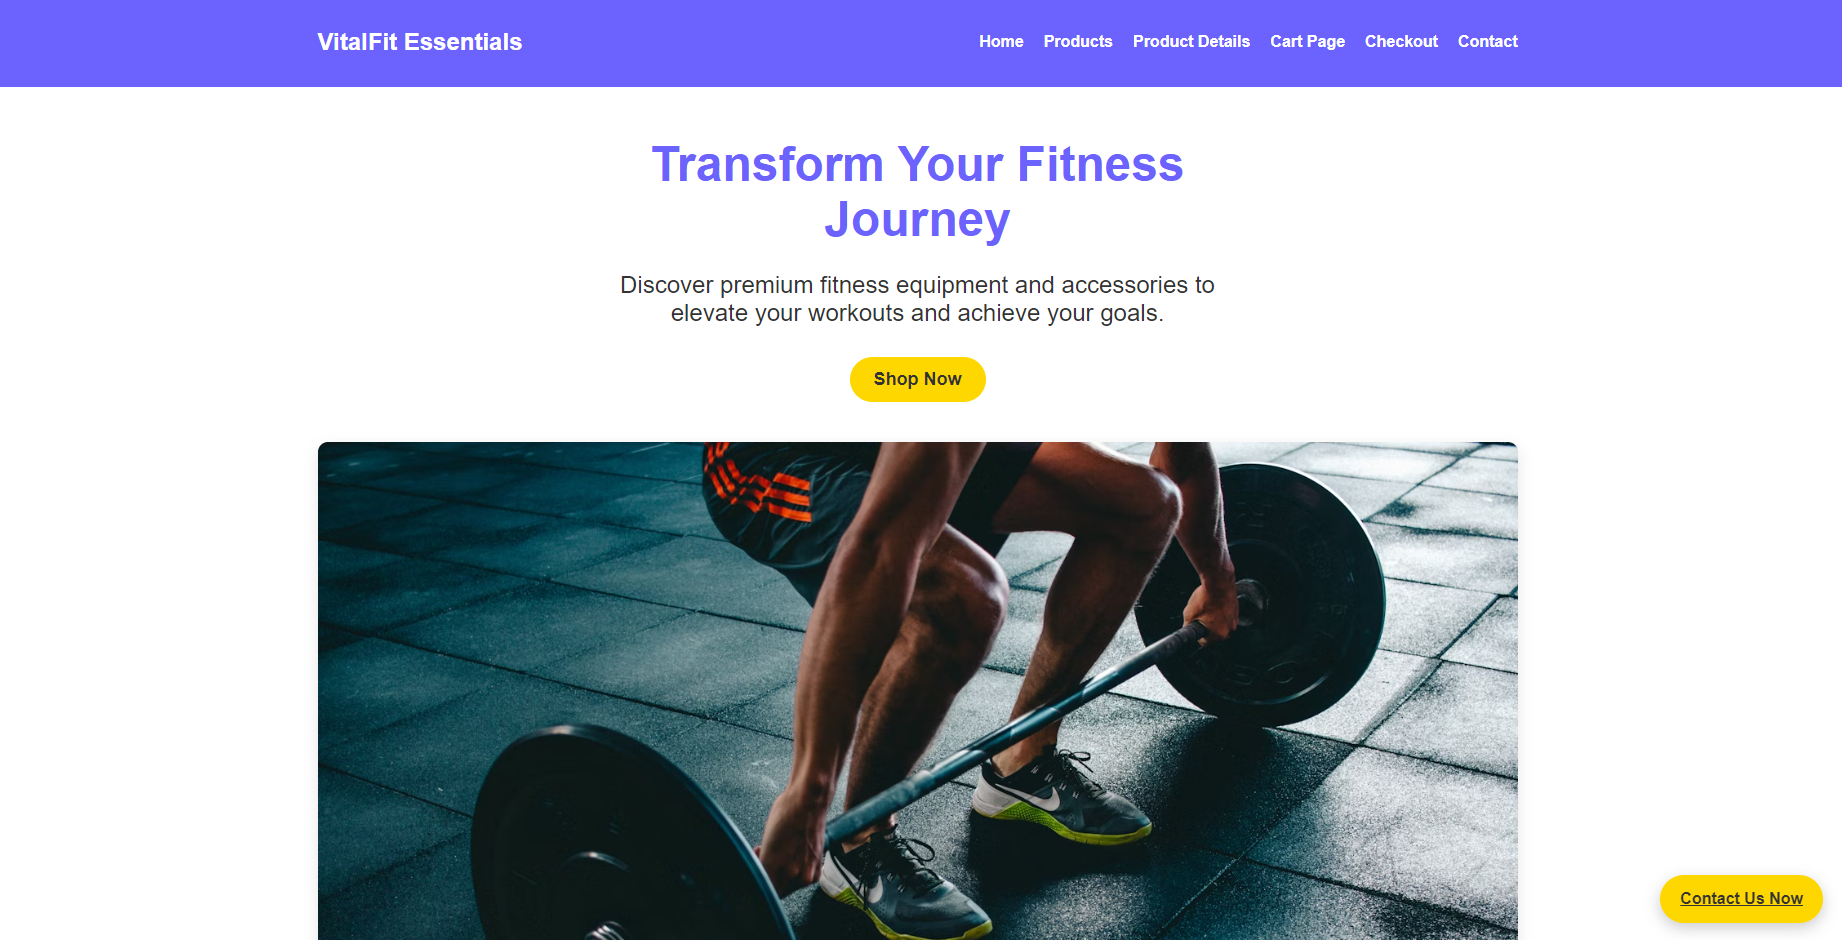 VitalFit Essentials
Home Products Product Details Cart Page Checkout Contact
Transform Your Fitness
Journey
Discover premium fitness equipment and accessories to
elevate your workouts and achieve your goals.
Shop Now
Contact Us Now